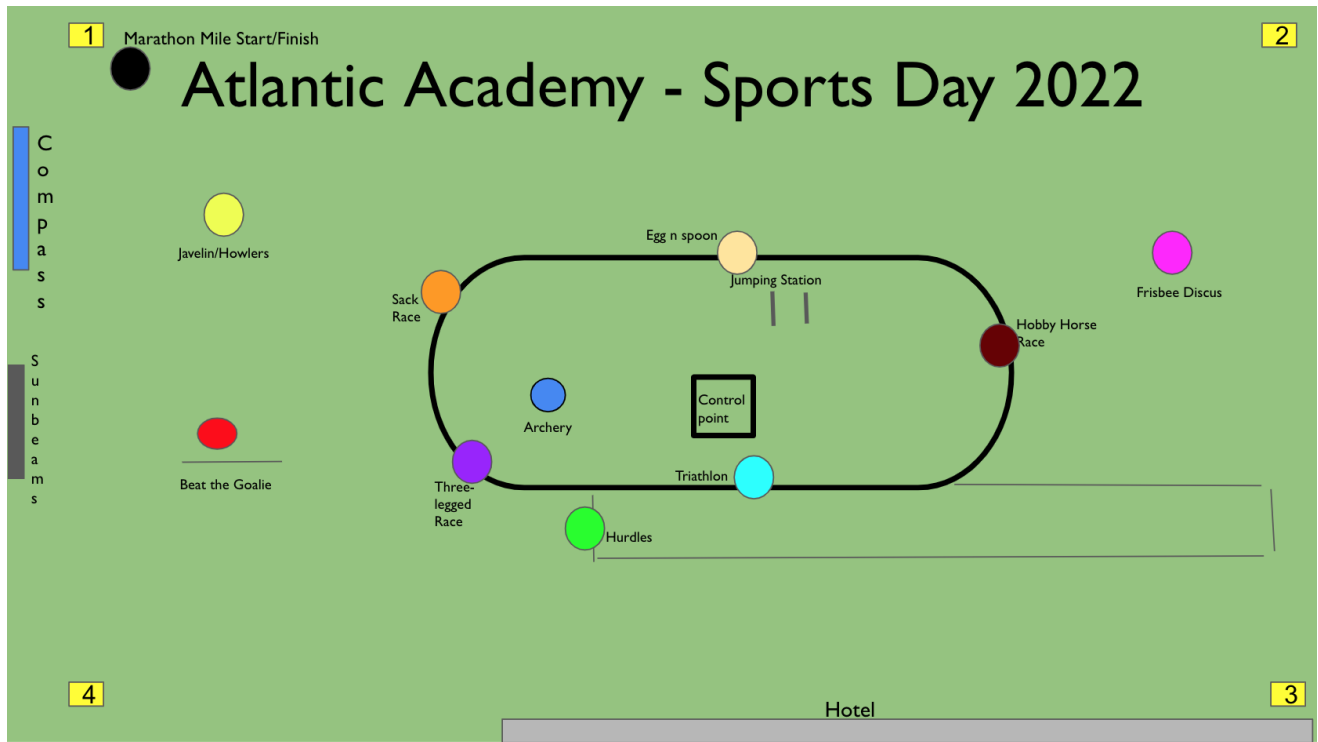 1
Marathon Mile Start/Finish
2
Atlantic Academy - Sports Day 2022
Compass
Javelin/Howlers
Egg n spoon
Jumping Station
Frisbee Discus
Sack
Race
Hobby Horse
Race
Sunbeams
Control
point
Archery
Beat the Goalie
Triathlon
Three-
legged
Race
Hurdles
4
3
Hotel